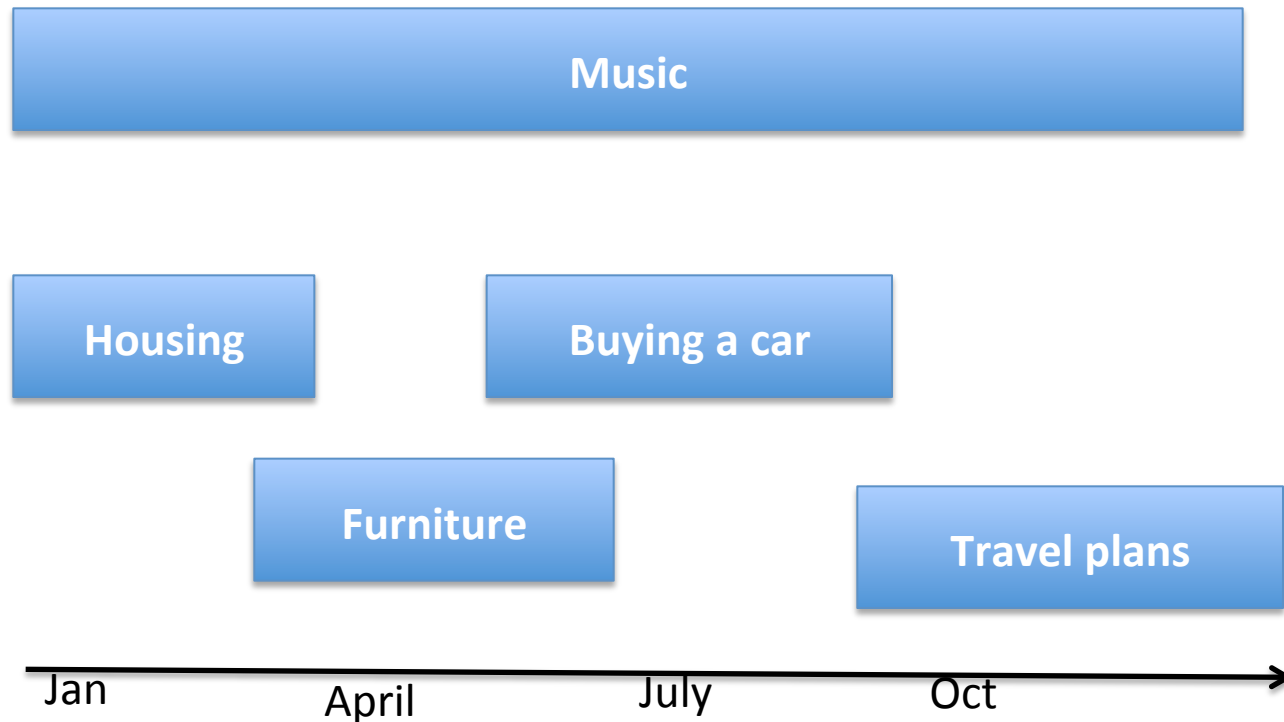 Music
Housing
Buying a car
Furniture
Travel plans
Jan
April
July
Oct